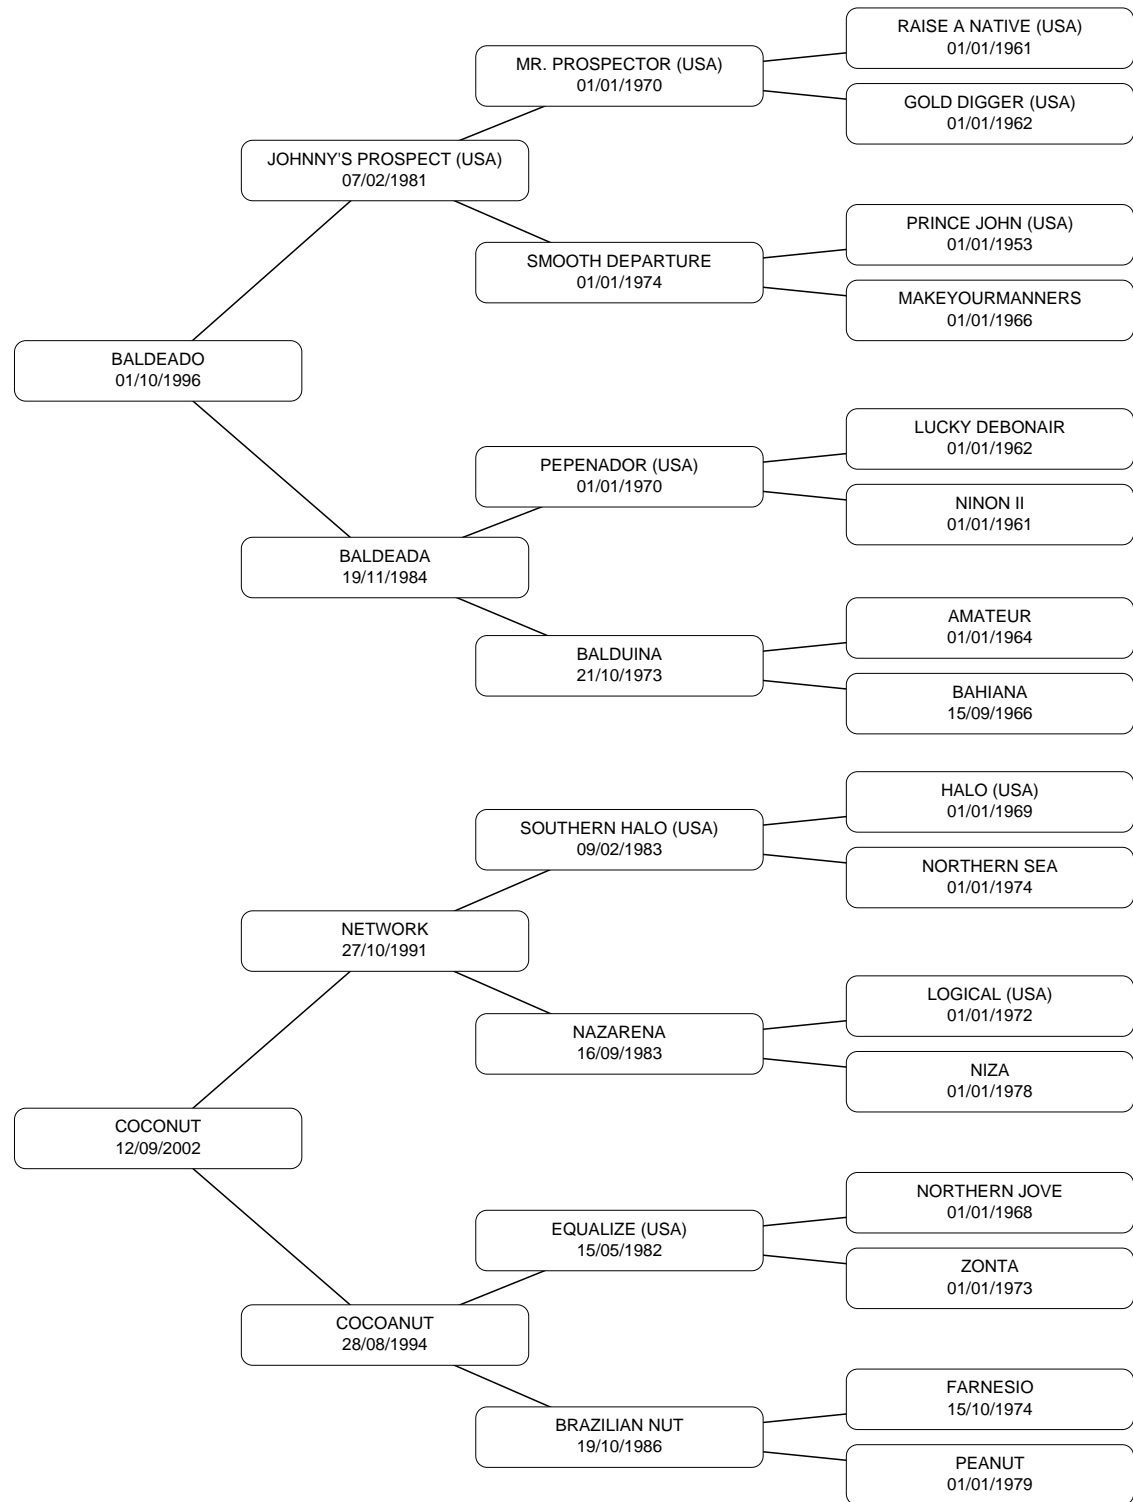 RAISE A NATIVE (USA)
01/01/1961
MR. PROSPECTOR (USA)
01/01/1970
GOLD DIGGER (USA)
01/01/1962
JOHNNY'S PROSPECT (USA)
07/02/1981
PRINCE JOHN (USA)
01/01/1953
SMOOTH DEPARTURE
01/01/1974
MAKEYOURMANNERS
01/01/1966
BALDEADO
01/10/1996
LUCKY DEBONAIR
01/01/1962
PEPENADOR (USA)
01/01/1970
NINON II
01/01/1961
BALDEADA
19/11/1984
AMATEUR
01/01/1964
BALDUINA
21/10/1973
BAHIANA
15/09/1966
HALO (USA)
01/01/1969
SOUTHERN HALO (USA)
09/02/1983
NORTHERN SEA
01/01/1974
NETWORK
27/10/1991
LOGICAL (USA)
01/01/1972
NAZARENA
16/09/1983
NIZA
01/01/1978
COCONUT
12/09/2002
NORTHERN JOVE
01/01/1968
EQUALIZE (USA)
15/05/1982
ZONTA
01/01/1973
COCOANUT
28/08/1994
FARNESIO
15/10/1974
BRAZILIAN NUT
19/10/1986
PEANUT
01/01/1979